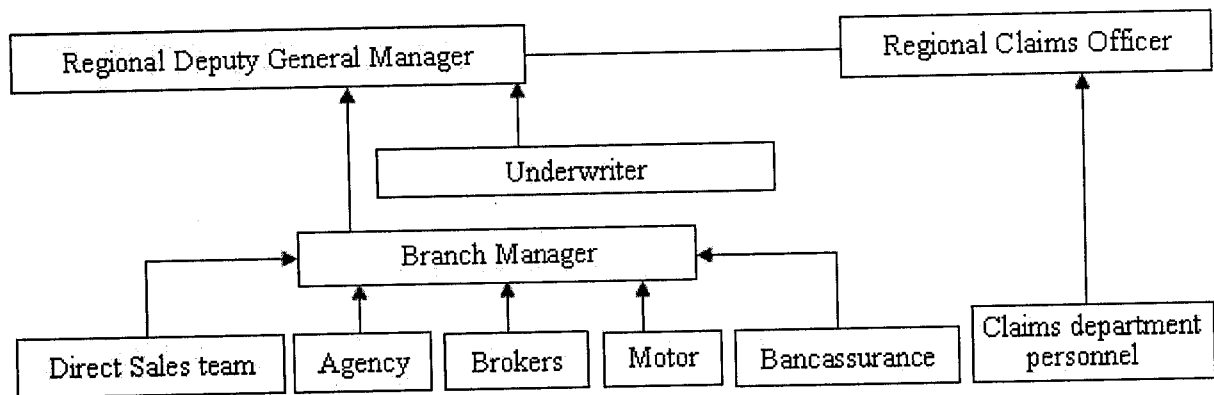 Regional Deputy General Manager
Regional Claims Officer
Underwriter
Branch Manager
Direct Sales team
Agency
Brokers
Motor
Bancassurance
Claims department
personnel